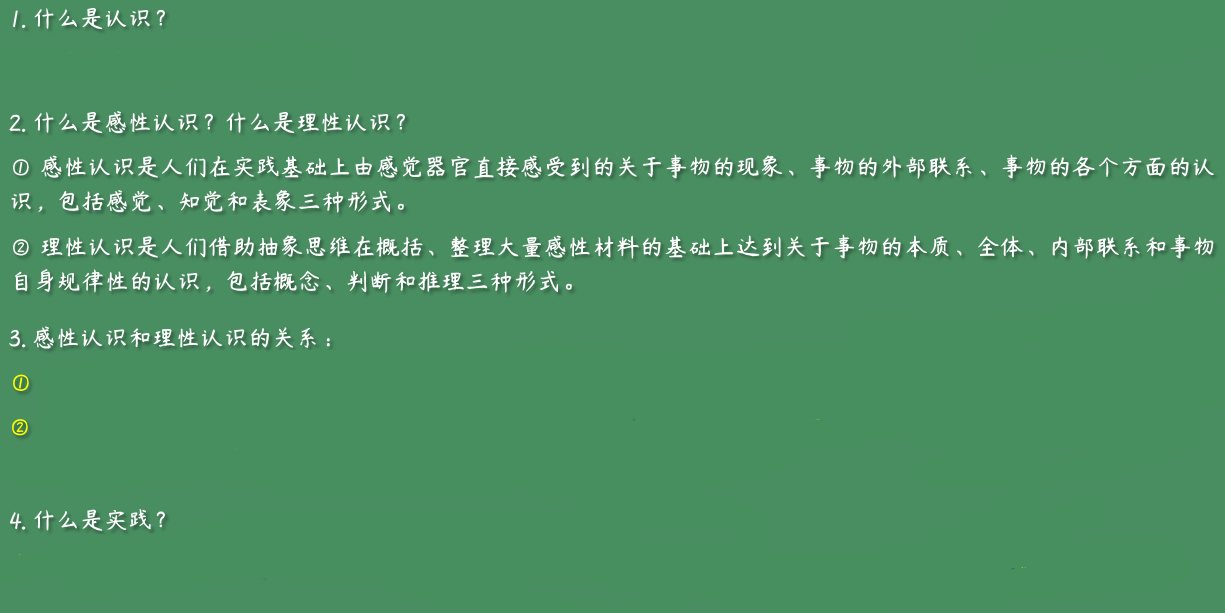 1. 什么是认识？
2. 什么是感性认识？什么是理性认识？
① 感性认识是人们在实践基础上由感觉器官直接感受到的关于事物的现象、事物的外部联系、事物的各个方面的认
识，包括感觉、知觉和表象三种形式。
② 理性认识是人们借助抽象思维在概括、整理大量感性材料的基础上达到关于事物的本质、全体、内部联系和事物
自身规律性的认识，包括概念、判断和推理三种形式。
3. 感性认识和理性认识的关系：
①
②
4. 什么是实践？